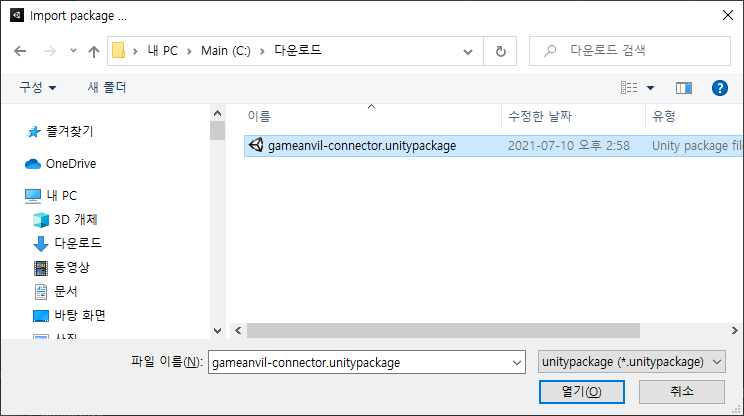 Import package ...
내 PC > Main (C:) > 다운로드
다운로드 검색
구성
새 폴더
이름
수정한 날짜
유형
gameanvil-connector.unitypackage
2021-07-10 오후 2:58
Unity package file
즐겨찾기
OneDrive
내 PC
3D 개체
다운로드
동영상
문서
바탕 화면
사진
파일 이름(N):
gameanvil-connector.unitypackage
unitypackage (*.unitypackage)
열기(O)
취소